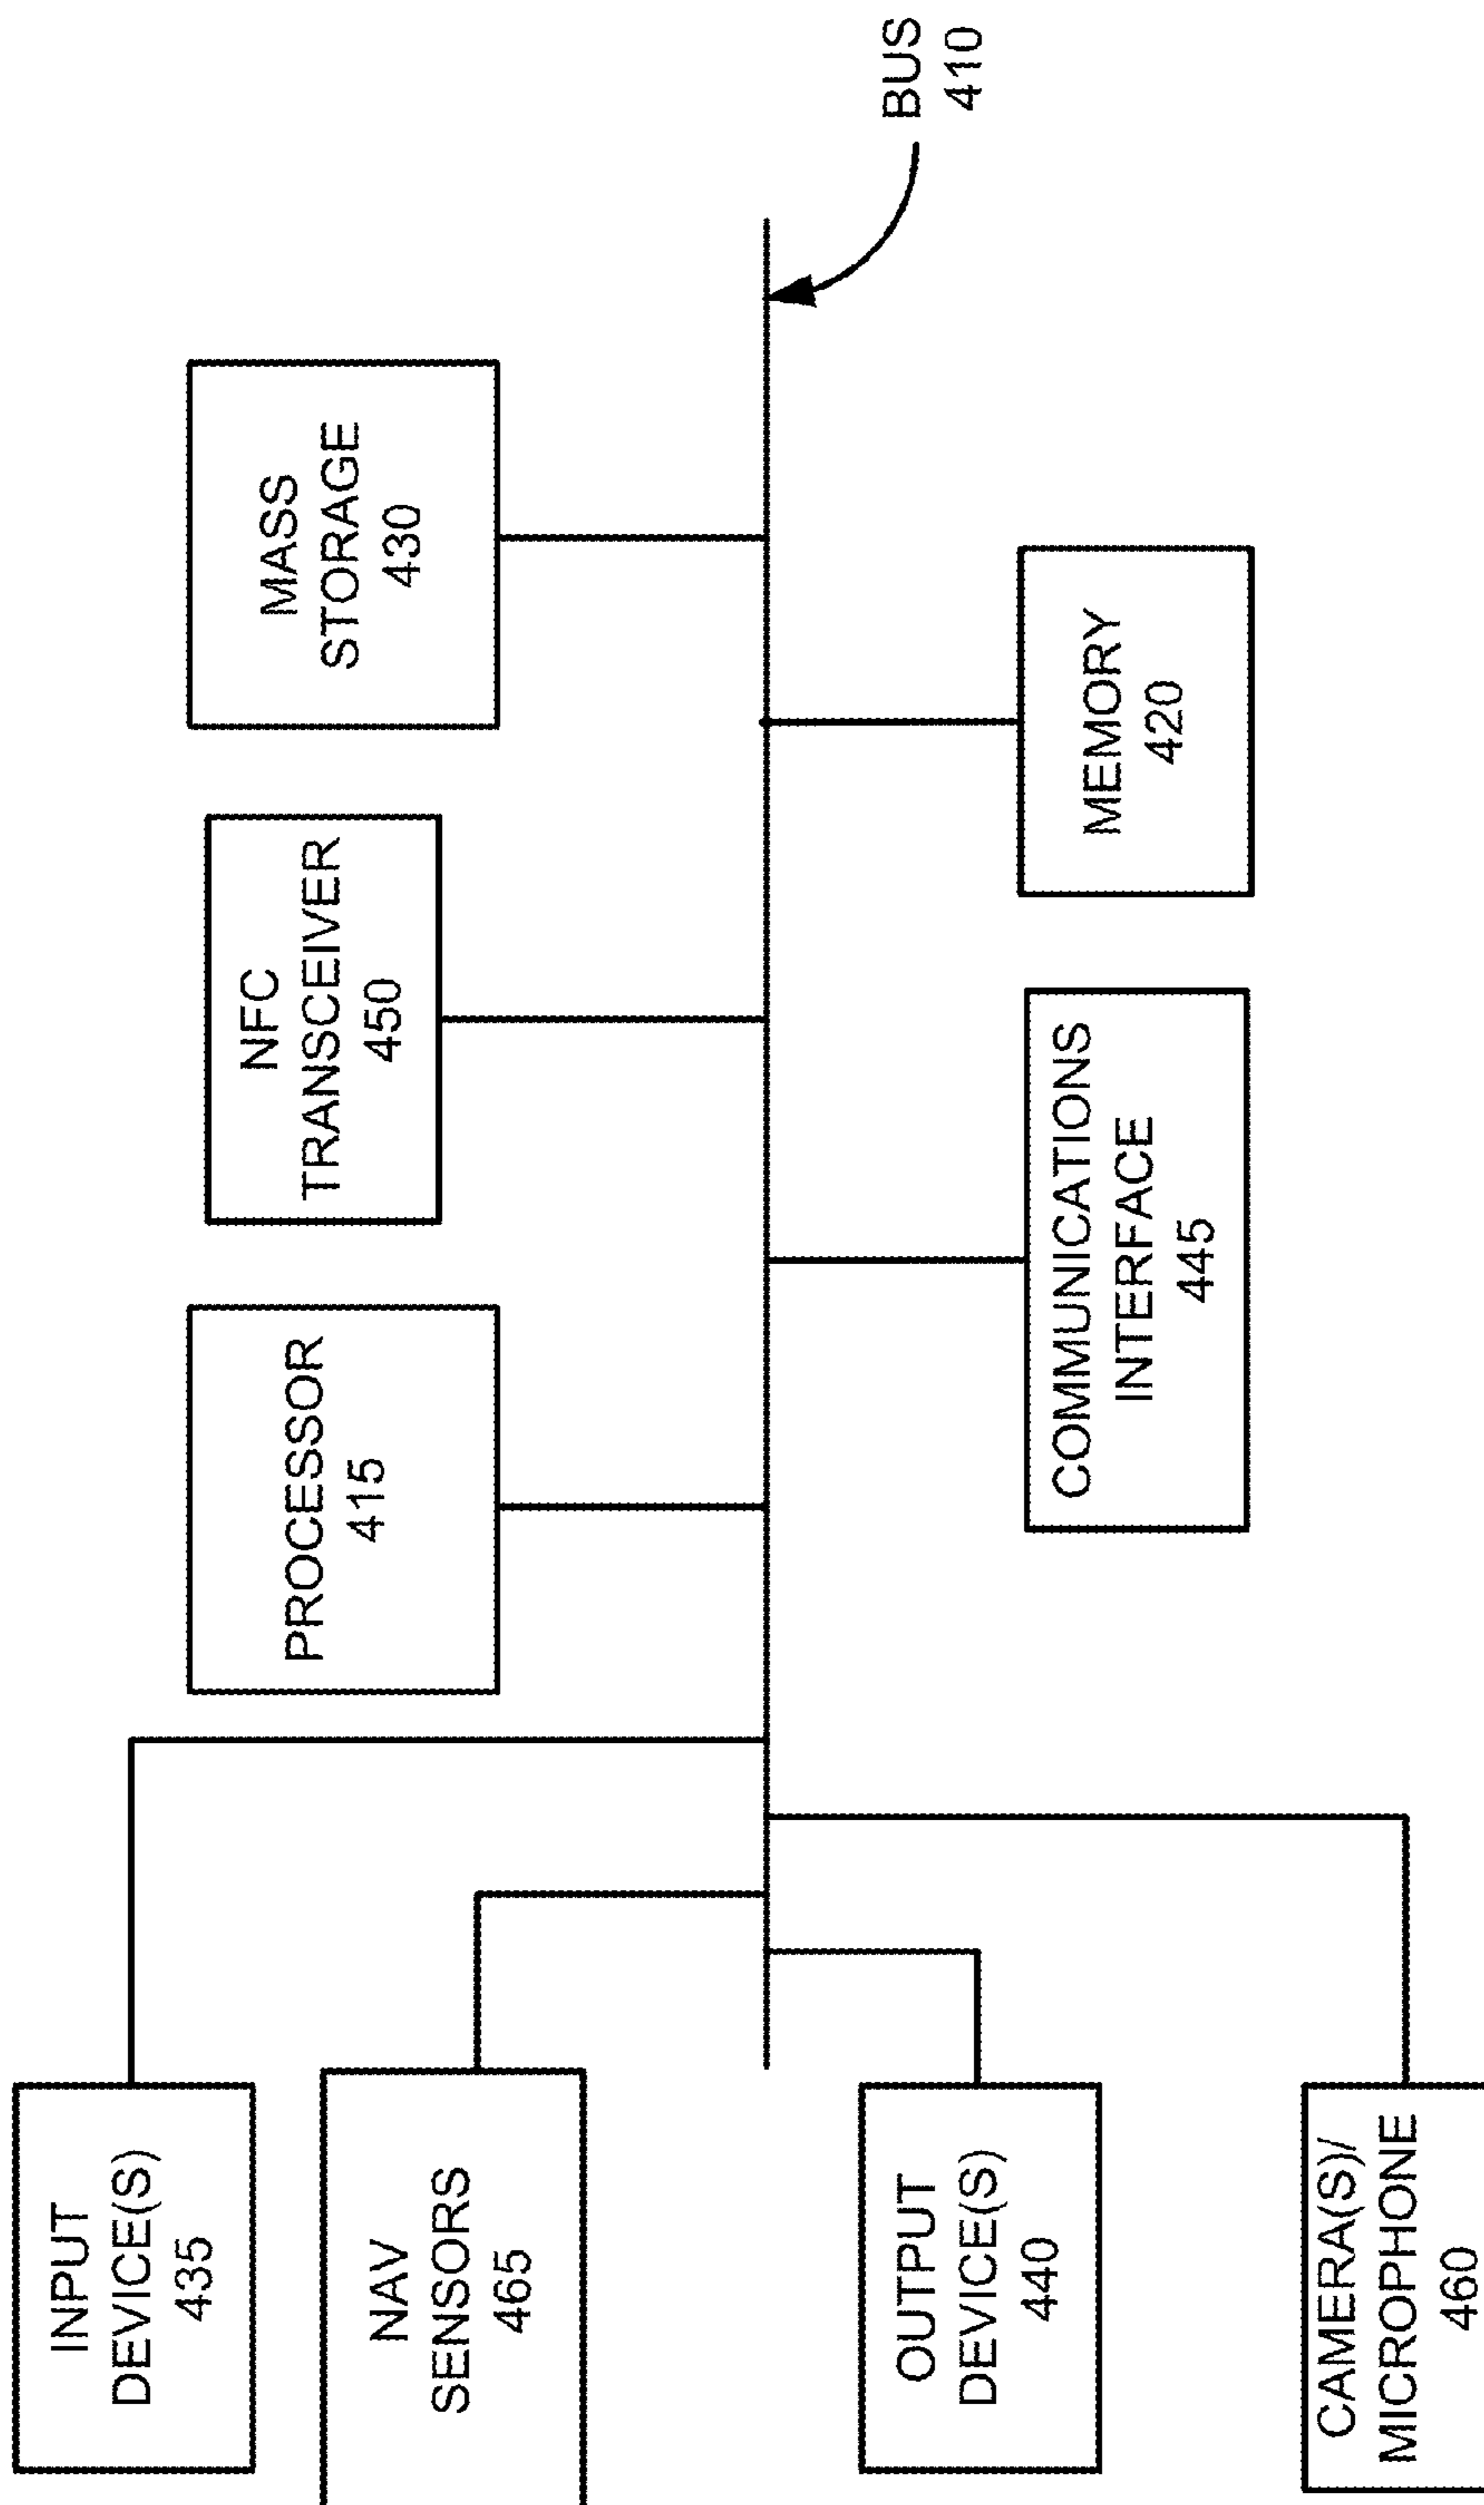 INPUT
DEVICE(S)
435
NAV
SENSORS
465
PROCESSOR
415
NFC
TRANSCEIVER
450
MASS
STORAGE
430
BUS
410
OUTPUT
DEVICE(S)
440
COMMUNICATIONS
INTERFACE
445
MEMORY
420
CAMERA(S)/
MICROPHONE
460